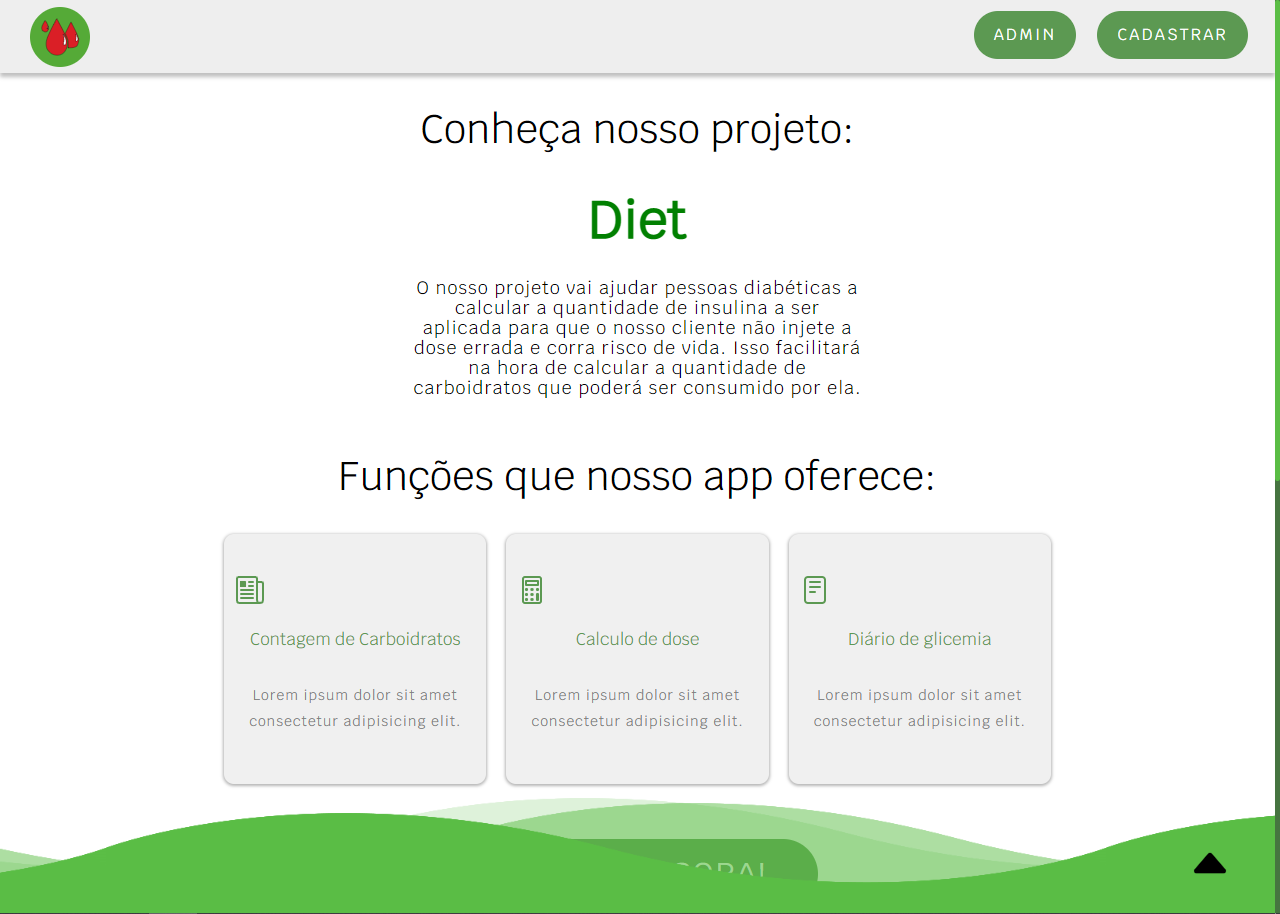 ADMIN
CADASTRAR
Conheça nosso projeto:
Diet
O nosso projeto vai ajudar pessoas diabéticas a
calcular a quantidade de insulina a ser
aplicada para que o nosso cliente não injete a
dose errada e corra risco de vida. Isso facilitará
na hora de calcular a quantidade de
carboidratos que poderá ser consumido por ela.
Funções que nosso app oferece:
Contagem de Carboidratos
Calculo de dose
Diário de glicemia
Lorem ipsum dolor sit amet
consectetur adipisicing elit.
Lorem ipsum dolor sit amet
consectetur adipisicing elit.
Lorem ipsum dolor sit amet
consectetur adipisicing elit.